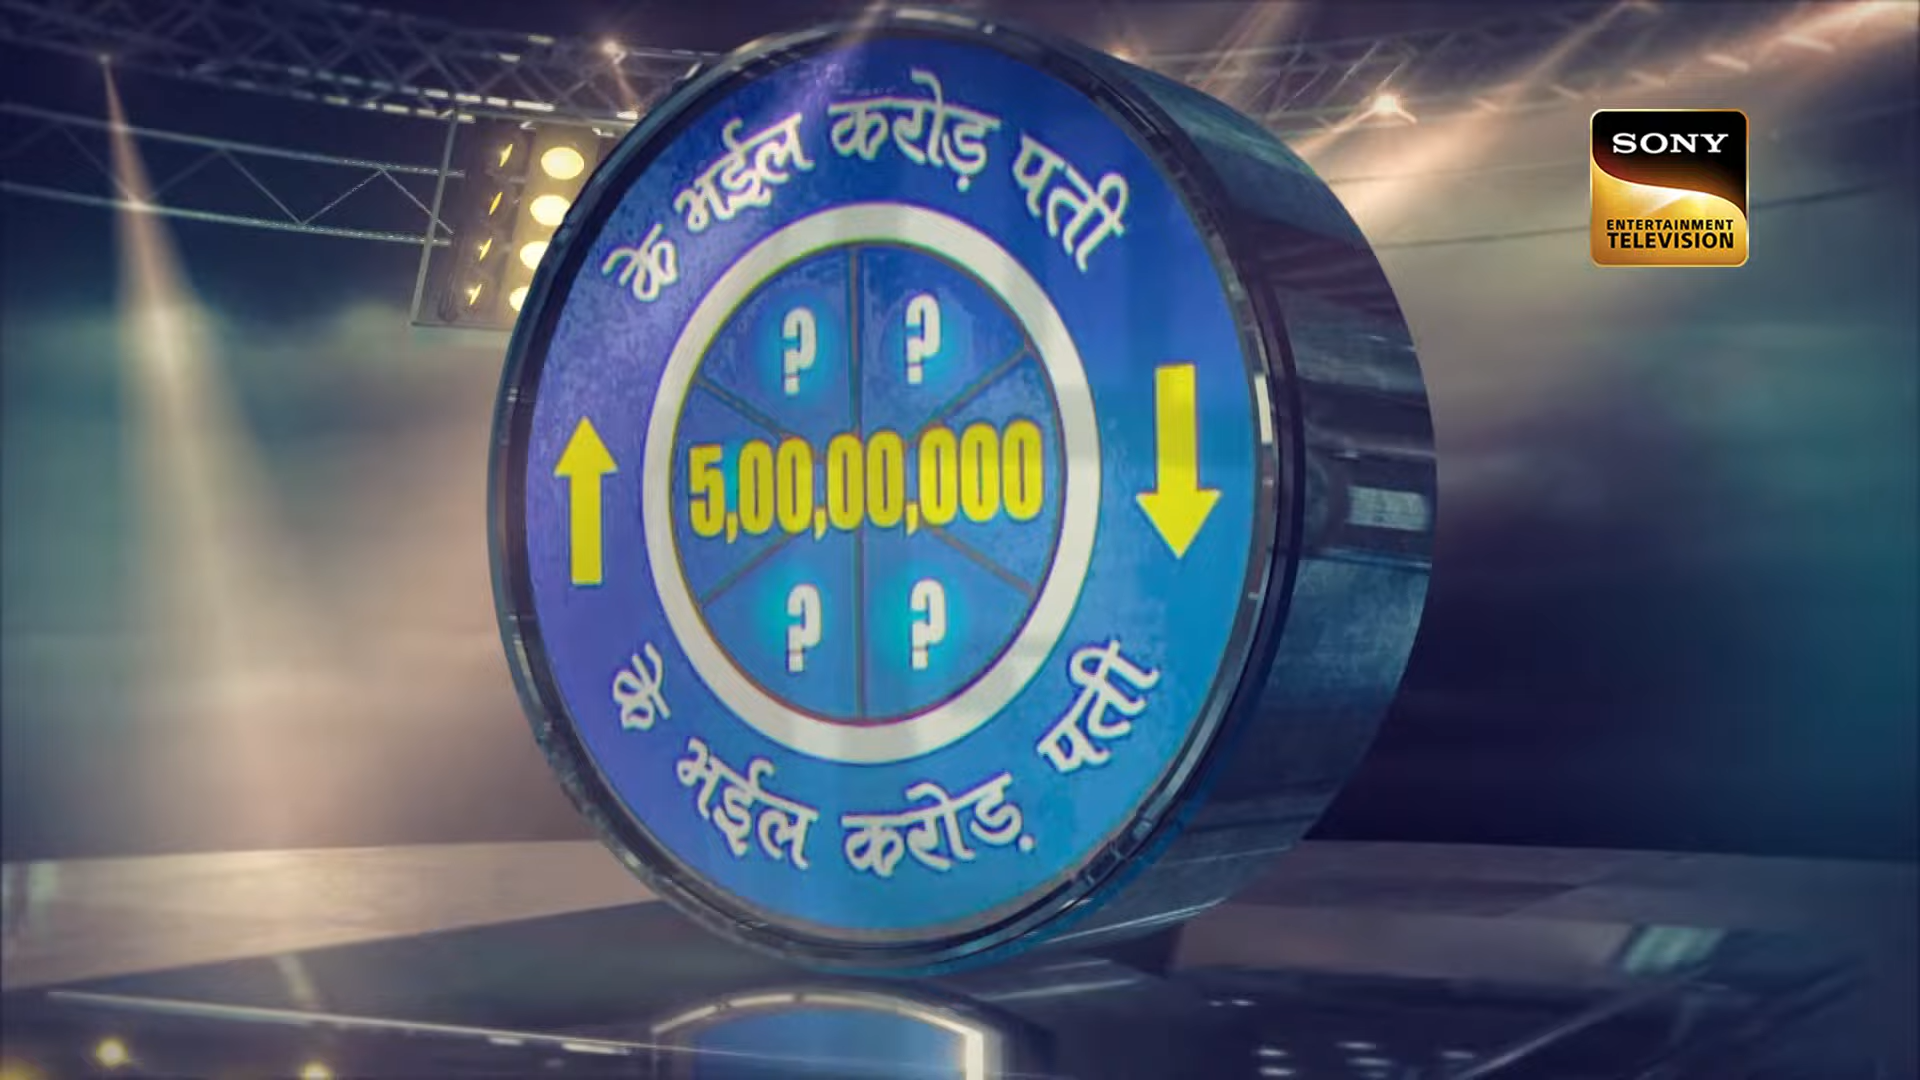 के भईल करोड़ पती
SONY
ENTERTAINMENT
TELEVISION
? ?
5,00,00,000
? ?
के भईल करोड़ पती